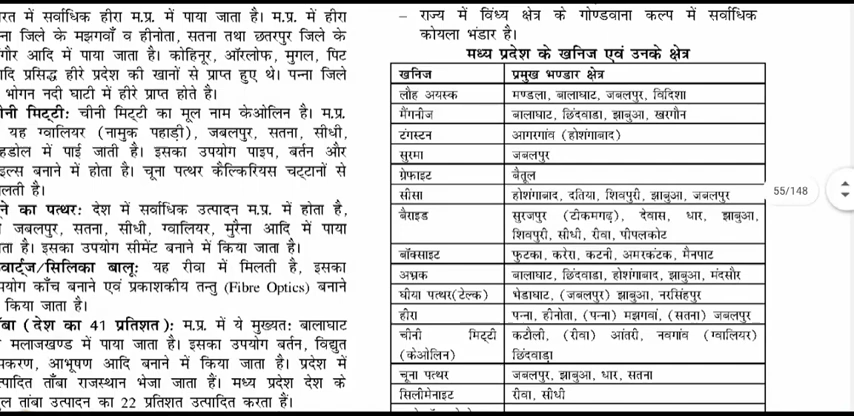 रत में सर्वाधिक हीरा म.प्र. में पाया जाता है। म.प्र. में हीरा
ना जिले के मझगवाँ व हीनोता, सतना तथा छतरपुर जिले के
गौर आदि में पाया जाता है। कोहिनूर, ऑरलोफ, मुगल, पिट
दि प्रसिद्ध हीरे प्रदेश की खानों से प्राप्त हुए थे। पन्ना जिले
भोगन नदी घाटी में हीरे प्राप्त होते है।
नी मिट्टी: चीनी मिट्टी का मूल नाम केओलिन है। म.प्र.
यह ग्वालियर (नामुक पहाड़ी), जबलपुर, सतना, सीधी,
हडोल में पाई जाती है। इसका उपयोग पाइप, बर्तन और
इल्स बनाने में होता है। चूना पत्थर कैल्किरियस चट्टानों से
लती है।
ने का पत्थर: देश में सर्वाधिक उत्पादन म.प्र. में होता है,
जबलपुर, सतना, सीधी, ग्वालियर, मुरैना आदि में पाया
ता है। इसका उपयोग सीमेंट बनाने में किया जाता है।
वार्ट्ज/सिलिका बालू: यह रीवा में मिलती है, इसका
पयोग काँच बनाने एवं प्रकाशकीय तन्तु (Fibre Optics) बनाने
किया जाता है।
ाँबा (देश का 41 प्रतिशत): म.प्र. में ये मुख्यत: बालाघाट
मलाजखण्ड में पाया जाता है। इसका उपयोग बर्तन, विद्युत
पकरण, आभूषण आदि बनाने में किया जाता है। प्रदेश में
त्पादित ताँबा राजस्थान भेजा जाता हैं। मध्य प्रदेश देश के
ल तांबा उत्पादन का 22 प्रतिशत उत्पादित करता हैं।
– राज्य में विंध्य क्षेत्र के गोण्डवाना कल्प में सर्वाधिक
कोयला भंडार है।
मध्य प्रदेश के खनिज एवं उनके क्षेत्र
खनिज प्रमुख भण्डार क्षेत्र
लौह अयस्क मण्डला, बालाघाट, जबलपुर, विदिशा
मैंगनीज बालाघाट, छिंदवाडा, झाबुआ, खरगौन
टंगस्टन आगरगांव (होशंगाबाद)
सुरमा जबलपुर
ग्रेफाइट बैतूल
सीसा होशंगाबाद, दतिया, शिवपुरी, झाबुआ, जबलपुर
बैराइड सुरजपुर (टीकमगढ़), देवास, धार, झाबुआ,
शिवपुरी, सीधी, रीवा, पीपलकोट
बॉक्साइट फुटका, करेरा, कटनी, अमरकंटक, मैनपाट
अभ्रक बालाघाट, छिंदवाडा, होशंगाबाद, झाबुआ, मंदसौर
घीया पत्थर(टेल्क) भेडाघाट, (जबलपुर) झाबुआ, नरसिंहपुर
हीरा पन्ना, हीनोता, (पन्ना) मझगवां, (सतना) जबलपुर
चीनी मिट्टी कटौली, (रीवा) आंतरी, नवगांव (ग्वालियर)
(केओलिन) छिंदवाडा
चूना पत्थर जबलपुर, झाबुआ, धार, सतना
सिलीमेनाइट रीवा, सीधी
55/148